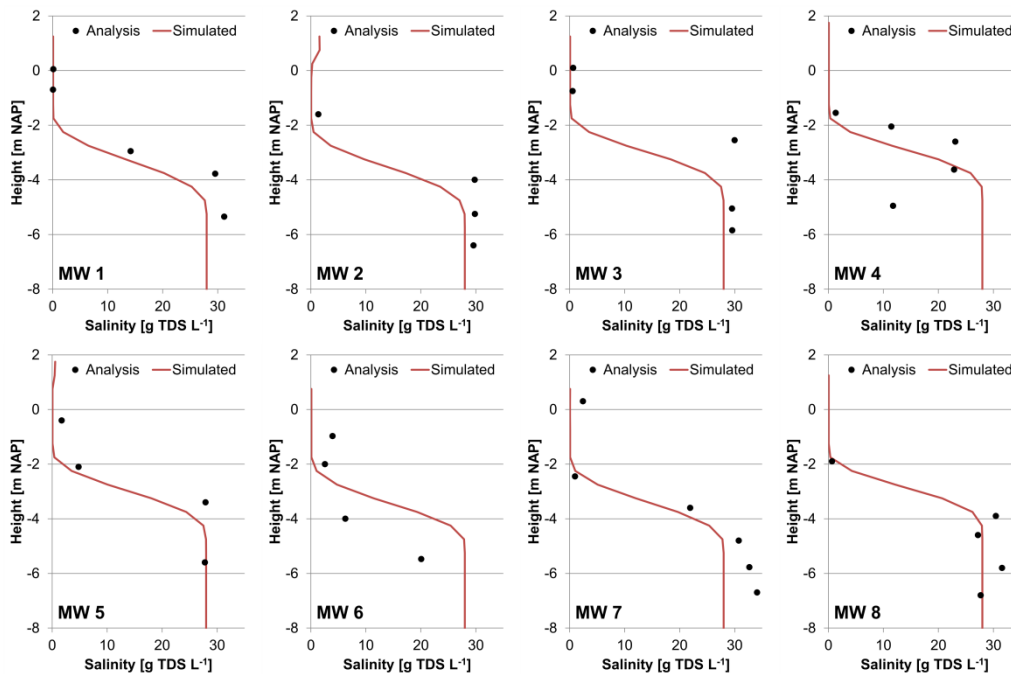 2 Analysis Simulated
0
-2
-4
-6
-8
Height [m NAP]
MW 1
0 10 20 30
Salinity [g TDS L⁻¹]
2 Analysis Simulated
0
-2
-4
-6
-8
Height [m NAP]
MW 2
0 10 20 30
Salinity [g TDS L⁻¹]
2 Analysis Simulated
0
-2
-4
-6
-8
Height [m NAP]
MW 3
0 10 20 30
Salinity [g TDS L⁻¹]
2 Analysis Simulated
0
-2
-4
-6
-8
Height [m NAP]
MW 4
0 10 20 30
Salinity [g TDS L⁻¹]
2 Analysis Simulated
0
-2
-4
-6
-8
Height [m NAP]
MW 5
0 10 20 30
Salinity [g TDS L⁻¹]
2 Analysis Simulated
0
-2
-4
-6
-8
Height [m NAP]
MW 6
0 10 20 30
Salinity [g TDS L⁻¹]
2 Analysis Simulated
0
-2
-4
-6
-8
Height [m NAP]
MW 7
0 10 20 30
Salinity [g TDS L⁻¹]
2 Analysis Simulated
0
-2
-4
-6
-8
Height [m NAP]
MW 8
0 10 20 30
Salinity [g TDS L⁻¹]